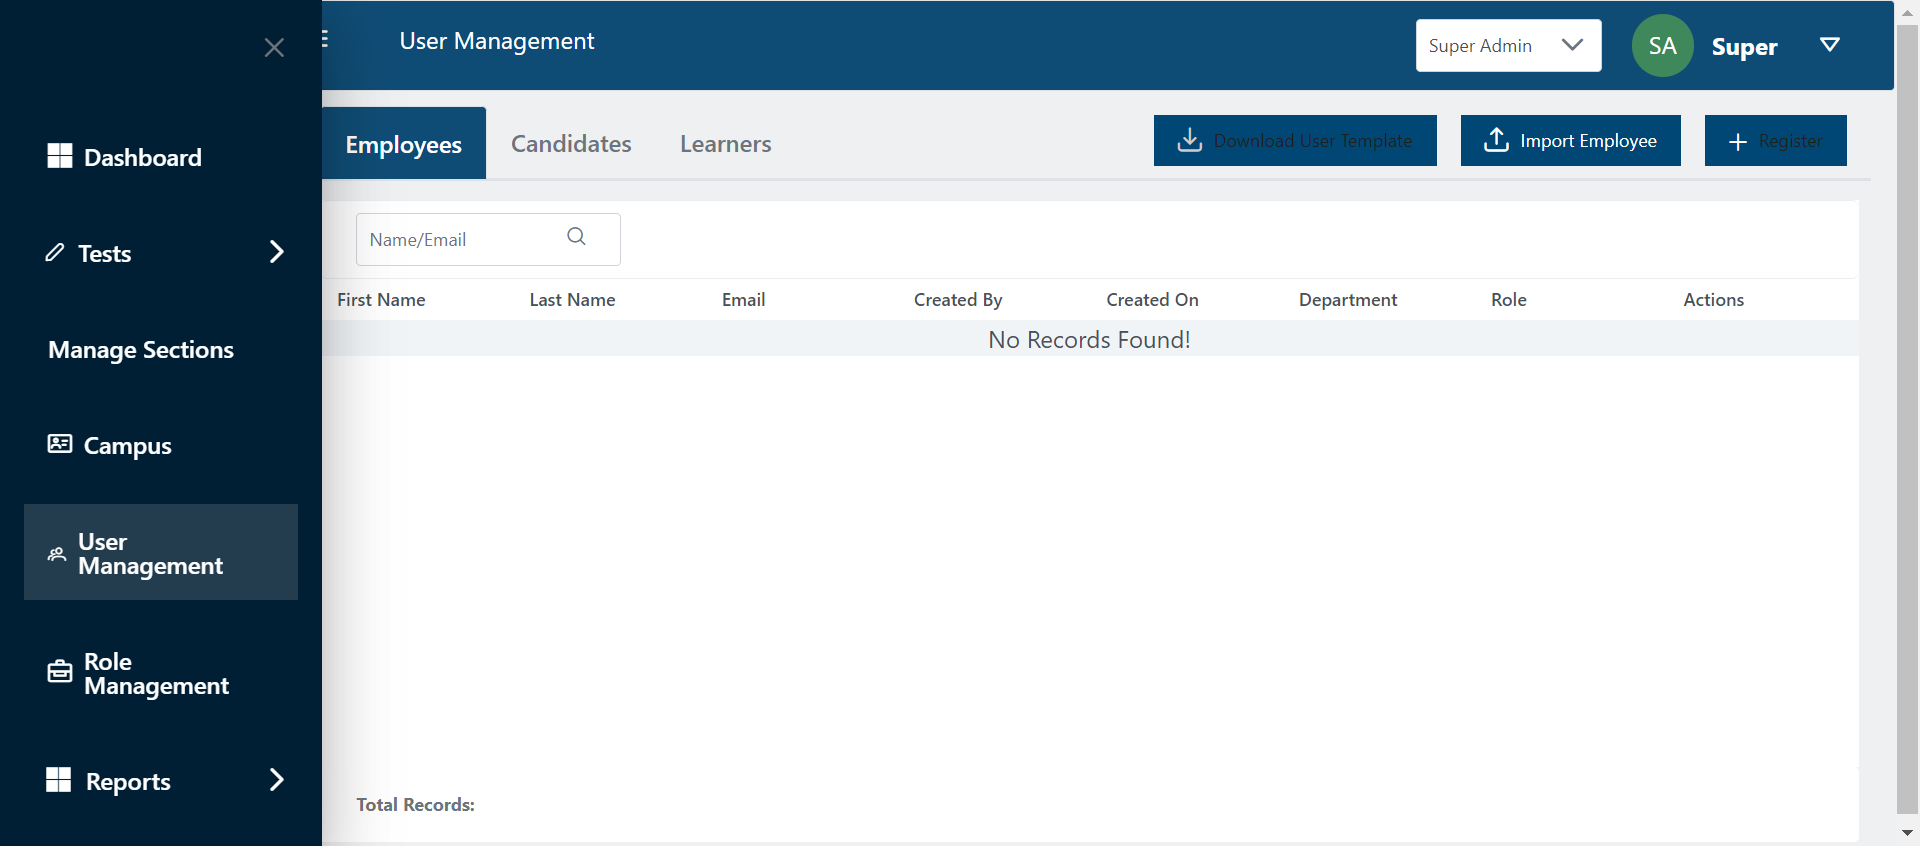 User Management
Super Admin
SA
Super
Dashboard
Tests
Manage Sections
Campus
User
Management
Role
Management
Reports
Employees
Candidates
Learners
Download User Template
Import Employee
Register
Name/Email
First Name
Last Name
Email
Created By
Created On
Department
Role
Actions
No Records Found!
Total Records: